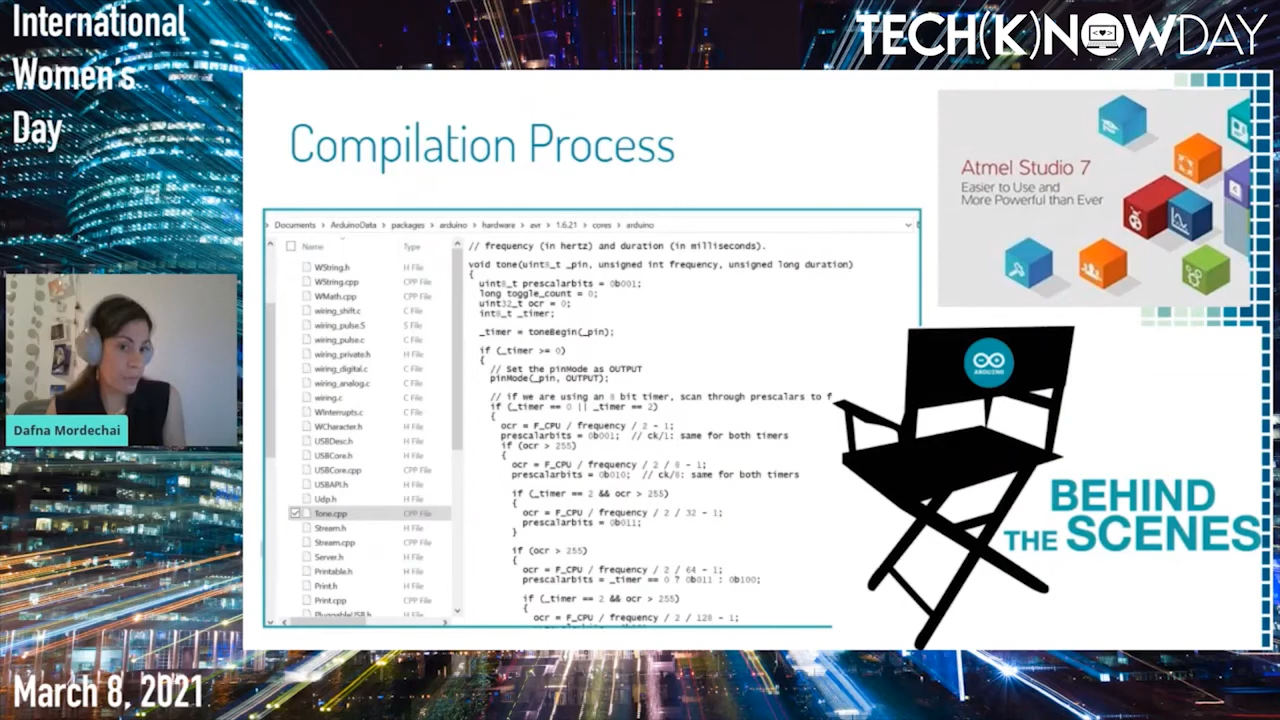 International
Women's
Day
TECH(K)NOWDAY
Compilation Process
Atmel Studio 7
Easier to Use and
More Powerful than Ever
Documents > ArduinoData > packages > arduino > hardware > avr > 1.6.21 > cores > arduino
Name Type
WString.h H File
WString.cpp CPP File
WMath.cpp CPP File
wiring_shift.c C File
wiring_pulse.S S File
wiring_pulse.c C File
wiring_private.h H File
wiring_digital.c C File
wiring_analog.c C File
wiring.c C File
WInterrupts.c C File
WCharacter.h H File
USBDesc.h H File
USBCore.h H File
USBCore.cpp CPP File
USBAPI.h H File
Udp.h H File
Tone.cpp CPP File
Stream.h H File
Stream.cpp CPP File
Server.h H File
Printable.h H File
Print.h H File
Print.cpp CPP File
PluggableUSB.h H File
// frequency (in hertz) and duration (in milliseconds).
void tone(uint8_t _pin, unsigned int frequency, unsigned long duration)
{
uint8_t prescalarbits = 0b001;
long toggle_count = 0;
uint32_t ocr = 0;
int8_t _timer;
_timer = toneBegin(_pin);
if (_timer >= 0)
{
// Set the pinMode as OUTPUT
pinMode(_pin, OUTPUT);
// if we are using an 8 bit timer, scan through prescalars to f
if (_timer == 0 || _timer == 2)
{
ocr = F_CPU / frequency / 2 - 1;
prescalarbits = 0b001; // ck/1: same for both timers
if (ocr > 255)
{
ocr = F_CPU / frequency / 2 / 8 - 1;
prescalarbits = 0b010; // ck/8: same for both timers
if (_timer == 2 && ocr > 255)
{
ocr = F_CPU / frequency / 2 / 32 - 1;
prescalarbits = 0b011;
}
if (ocr > 255)
{
ocr = F_CPU / frequency / 2 / 64 - 1;
prescalarbits = _timer == 0 ? 0b011 : 0b100;
if (_timer == 2 && ocr > 255)
{
ocr = F_CPU / frequency / 2 / 128 - 1;
ARDUINO
BEHIND
THE SCENES
Dafna Mordechai
March 8, 2021